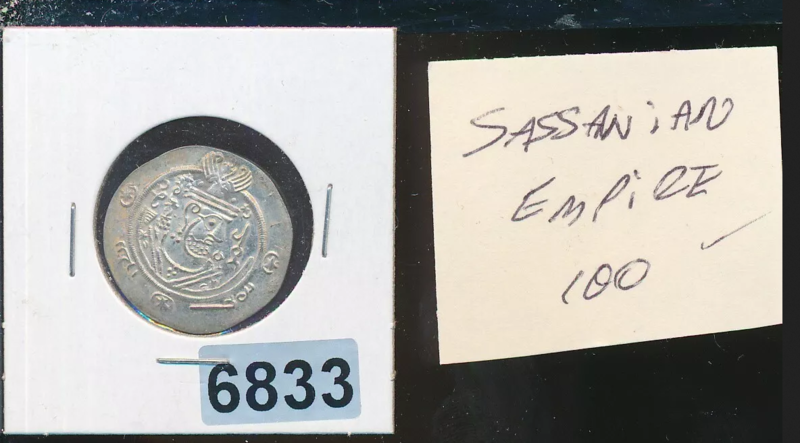 6833
SASSANiAN
EMPiRE
100